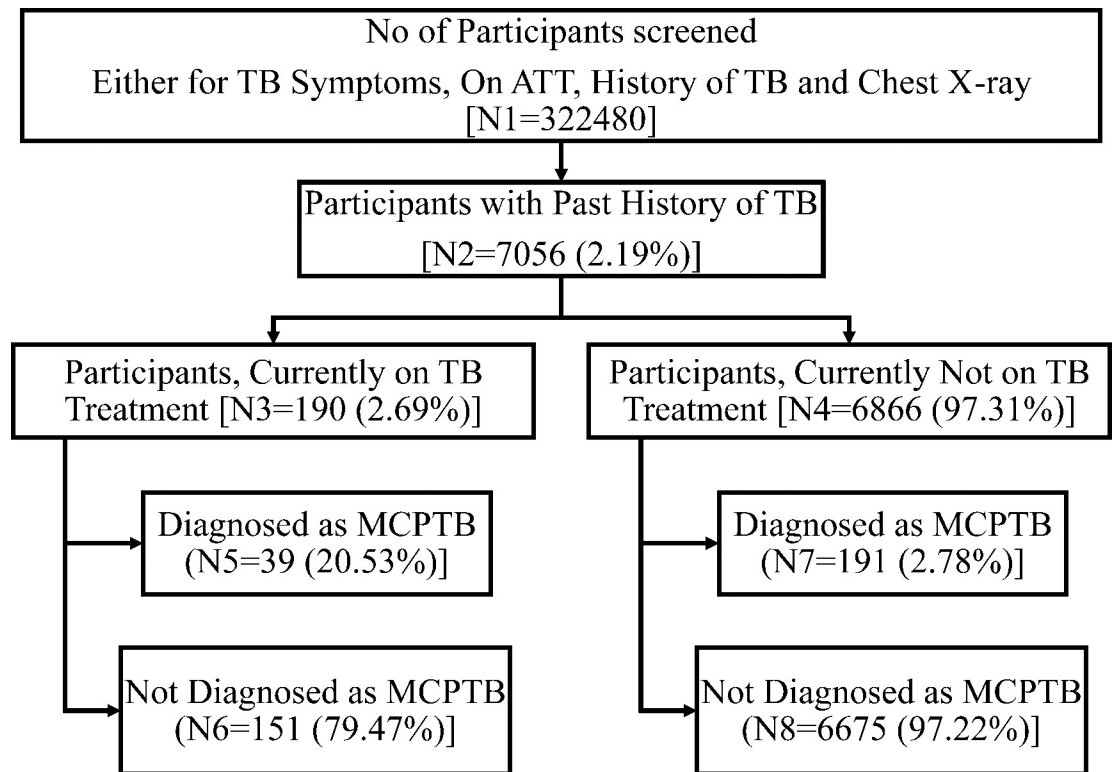 No of Participants screened
Either for TB Symptoms, On ATT, History of TB and Chest X-ray
[N1=322480]
Participants with Past History of TB
[N2=7056 (2.19%)]
Participants, Currently on TB
Treatment [N3=190 (2.69%)]
Participants, Currently Not on TB
Treatment [N4=6866 (97.31%)]
Diagnosed as MCPTB
(N5=39 (20.53%)]
Diagnosed as MCPTB
(N7=191 (2.78%)]
Not Diagnosed as MCPTB
(N6=151 (79.47%)]
Not Diagnosed as MCPTB
(N8=6675 (97.22%)]